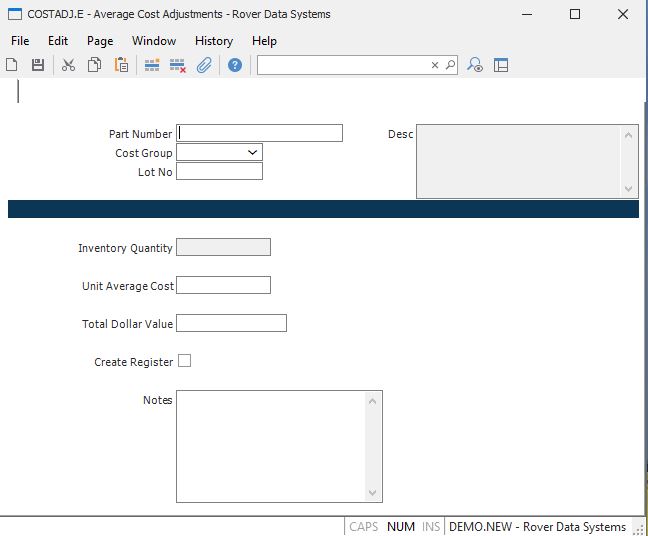 COSTADJ.E - Average Cost Adjustments - Rover Data Systems
File Edit Page Window History Help
Part Number
Desc
Cost Group
Lot No
Inventory Quantity
Unit Average Cost
Total Dollar Value
Create Register
Notes
CAPS NUM INS DEMO.NEW - Rover Data Systems